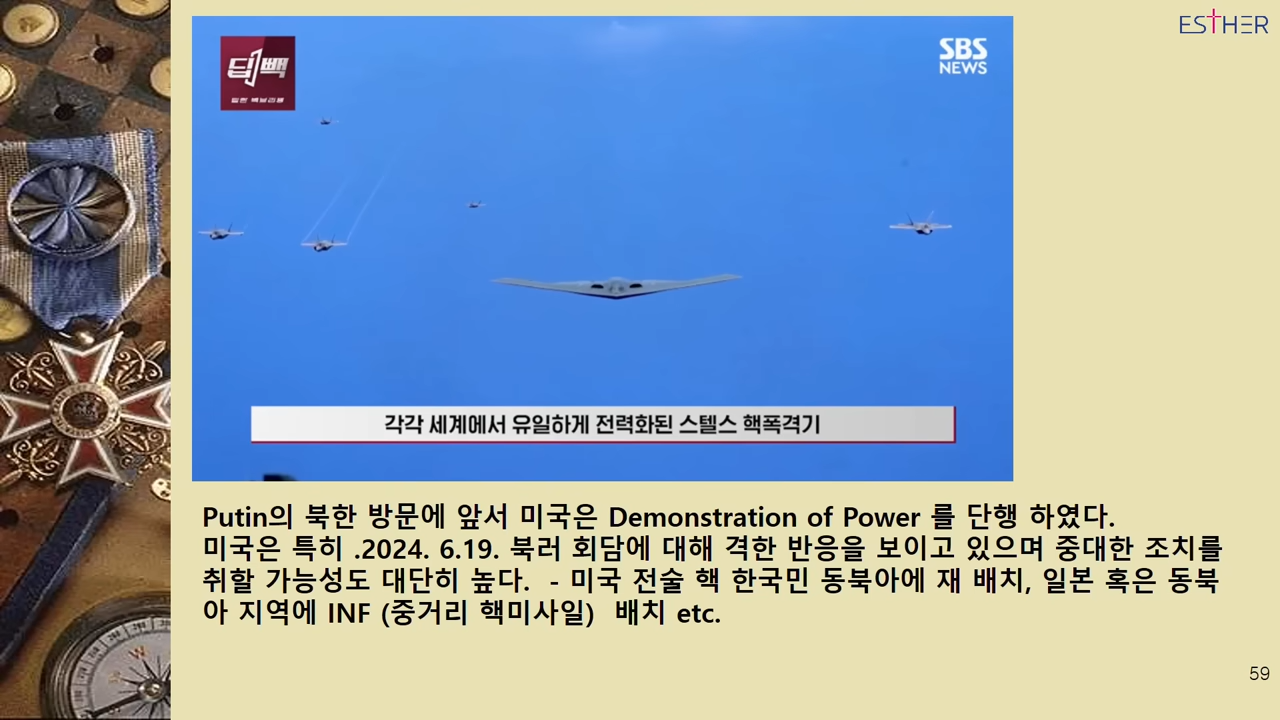 ESTHER
딥빽
SBS
NEWS
각각 세계에서 유일하게 전력화된 스텔스 핵폭격기
Putin의 북한 방문에 앞서 미국은 Demonstration of Power 를 단행 하였다.
미국은 특히 .2024. 6.19. 북러 회담에 대해 격한 반응을 보이고 있으며 중대한 조치를
취할 가능성도 대단히 높다.  - 미국 전술 핵 한국민 동북아에 재 배치, 일본 혹은 동북
아 지역에 INF (중거리 핵미사일)  배치 etc.
59